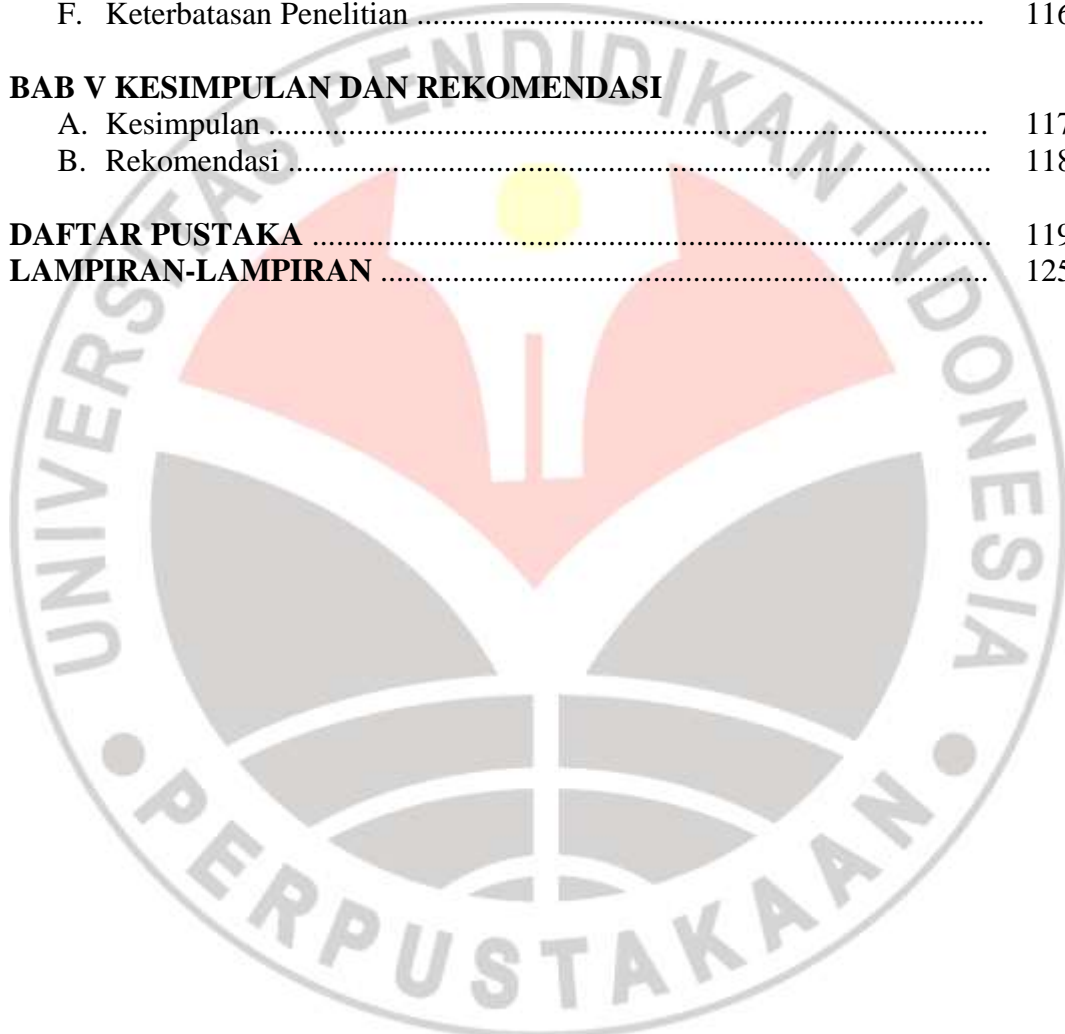 F. Keterbatasan Penelitian ....................................................................... 116
BAB V KESIMPULAN DAN REKOMENDASI
A. Kesimpulan .......................................................................................... 117
B. Rekomendasi ........................................................................................ 118
DAFTAR PUSTAKA ..................................................................................... 119
LAMPIRAN-LAMPIRAN ............................................................................ 125
UNIVERSITAS PENDIDIKAN INDONESIA
PERPUSTAKAAN